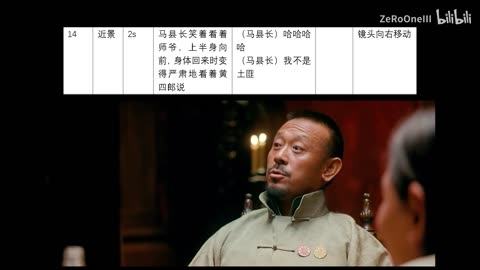 ZeRoOneIII bilibili
14
近景
2s
马县长笑着看着
师爷，上半身向
前，身体回来时变
得严肃地看着黄
四郎说
（马县长）哈哈哈
哈
（马县长）我不是
土匪
镜头向右移动